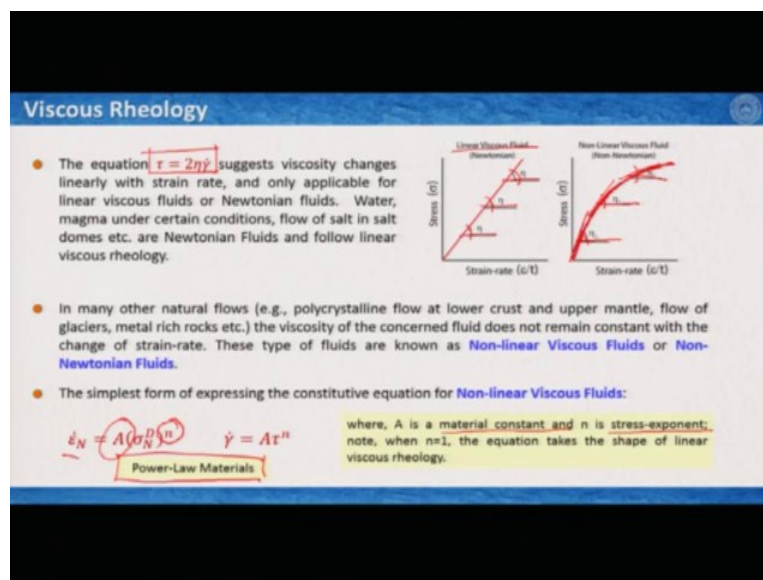 Viscous Rheology
The equation τ = 2ηγ̇ suggests viscosity changes
linearly with strain rate, and only applicable for
linear viscous fluids or Newtonian fluids. Water,
magma under certain conditions, flow of salt in salt
domes etc. are Newtonian Fluids and follow linear
viscous rheology.
Linear Viscous Fluid
(Newtonian)
Stress (σ)
η
η
η
Strain-rate (ε/t)
Non-Linear Viscous Fluid
(Non-Newtonian)
Stress (σ)
Strain-rate (ε/t)
In many other natural flows (e.g., polycrystalline flow at lower crust and upper mantle, flow of
glaciers, metal rich rocks etc.) the viscosity of the concerned fluid does not remain constant with the
change of strain-rate. These type of fluids are known as Non-linear Viscous Fluids or Non-
Newtonian Fluids.
The simplest form of expressing the constitutive equation for Non-linear Viscous Fluids:
ε̇_N = A(σ_N^D)^n γ̇ = Aτ^n
Power-Law Materials
where, A is a material constant and n is stress-exponent;
note, when n=1, the equation takes the shape of linear
viscous rheology.